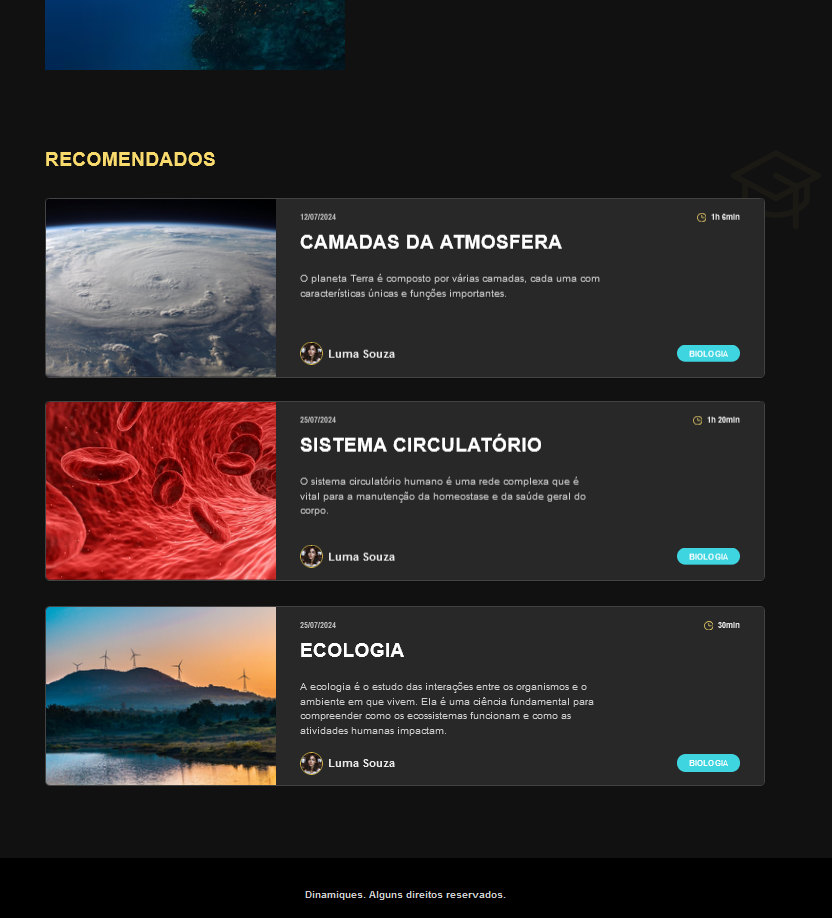 RECOMENDADOS
12/07/2024
1h 6min
CAMADAS DA ATMOSFERA
O planeta Terra é composto por várias camadas, cada uma com
características únicas e funções importantes.
Luma Souza
BIOLOGIA
25/07/2024
1h 20min
SISTEMA CIRCULATÓRIO
O sistema circulatório humano é uma rede complexa que é
vital para a manutenção da homeostase e da saúde geral do
corpo.
Luma Souza
BIOLOGIA
25/07/2024
30min
ECOLOGIA
A ecologia é o estudo das interações entre os organismos e o
ambiente em que vivem. Ela é uma ciência fundamental para
compreender como os ecossistemas funcionam e como as
atividades humanas impactam.
Luma Souza
BIOLOGIA
Dinamiques. Alguns direitos reservados.